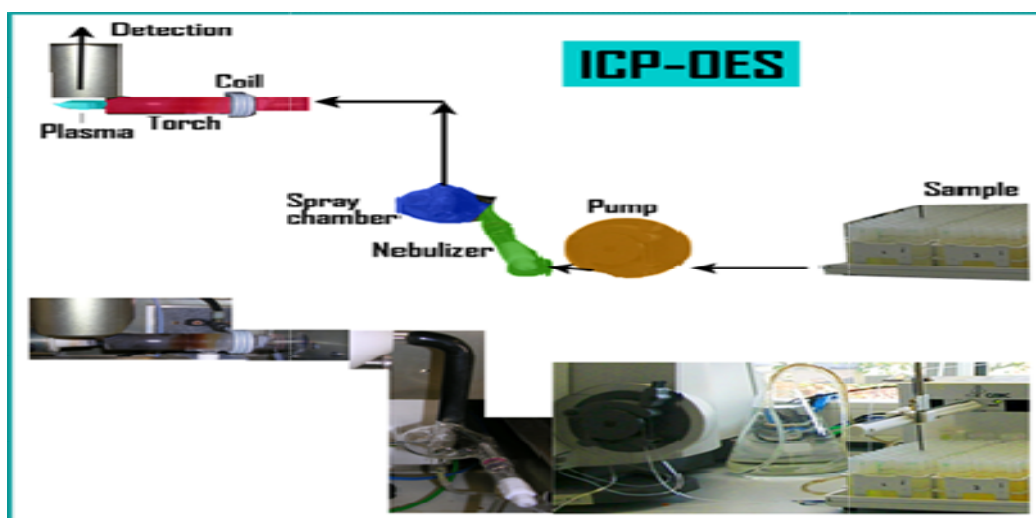 Detection
ICP-OES
Coil
Torch
Plasma
Sample
Spray
chamber
Pump
Nebulizer